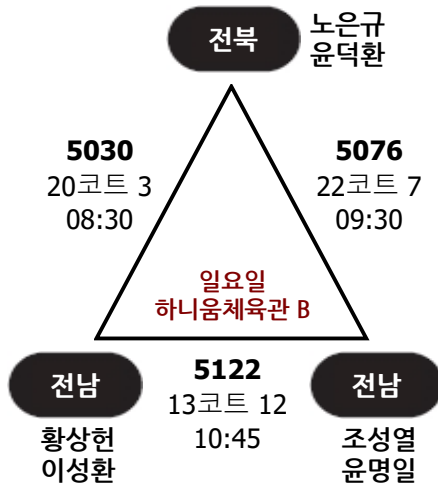 전북
노은규
윤덕환
5030
20코트 3
08:30
5076
22코트 7
09:30
일요일
하니움체육관 B
전남
황상헌
이성환
5122
13코트 12
10:45
전남
조성열
윤명일